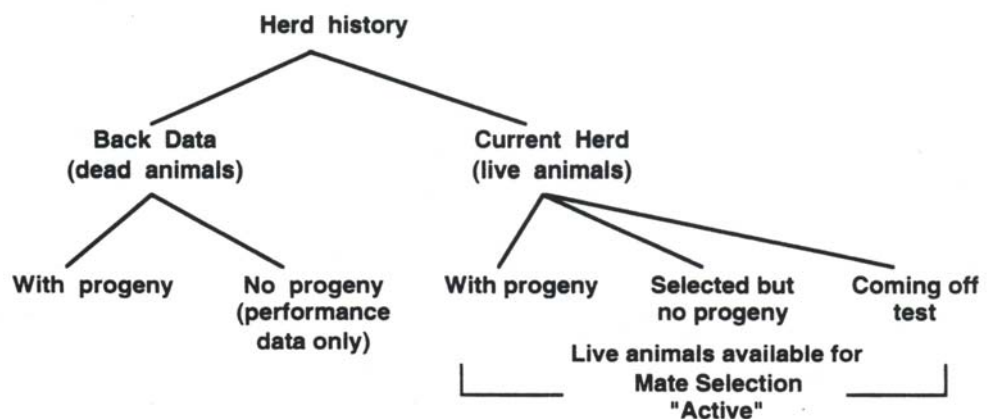 Herd history
Back Data
(dead animals)
Current Herd
(live animals)
With progeny
No progeny
(performance
data only)
With progeny
Selected but
no progeny
Coming off
test
Live animals available for
Mate Selection
"Active"